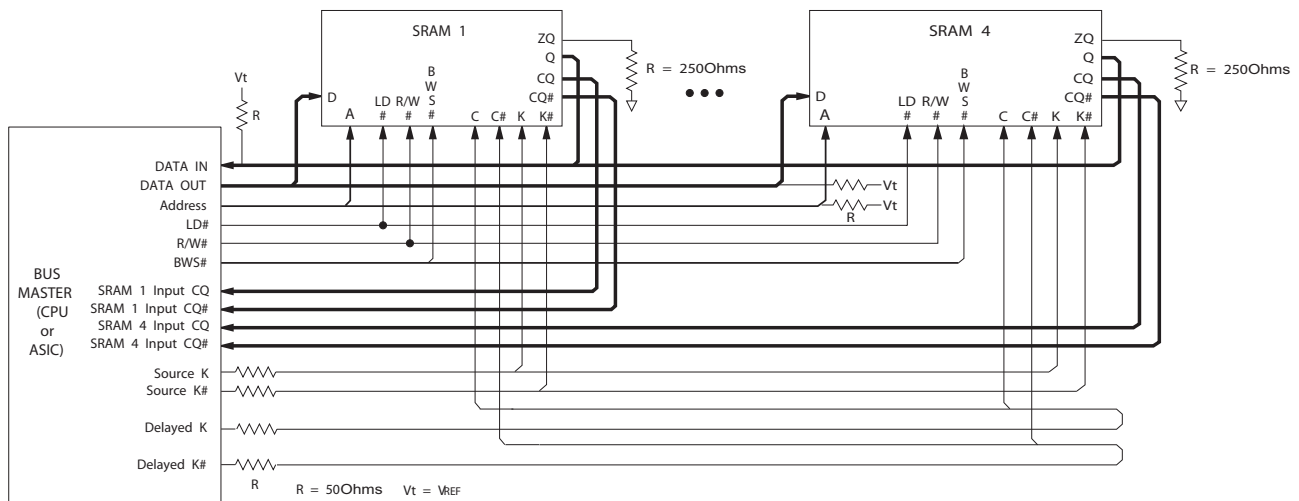 SRAM 1
ZQ
Q
CQ
CQ#
R = 250Ohms
D
A
LD
#
R/W
#
B
W
S
#
C
C#
K
K#
SRAM 4
ZQ
Q
CQ
CQ#
R = 250Ohms
D
A
LD
#
R/W
#
B
W
S
#
C
C#
K
K#
Vt
R
DATA IN
DATA OUT
Vt
Address
Vt
R
LD#
R/W#
BWS#
BUS
MASTER
(CPU
or
ASIC)
SRAM 1 Input CQ
SRAM 1 Input CQ#
SRAM 4 Input CQ
SRAM 4 Input CQ#
Source K
Source K#
Delayed K
Delayed K#
R
R = 50Ohms Vt = VREF